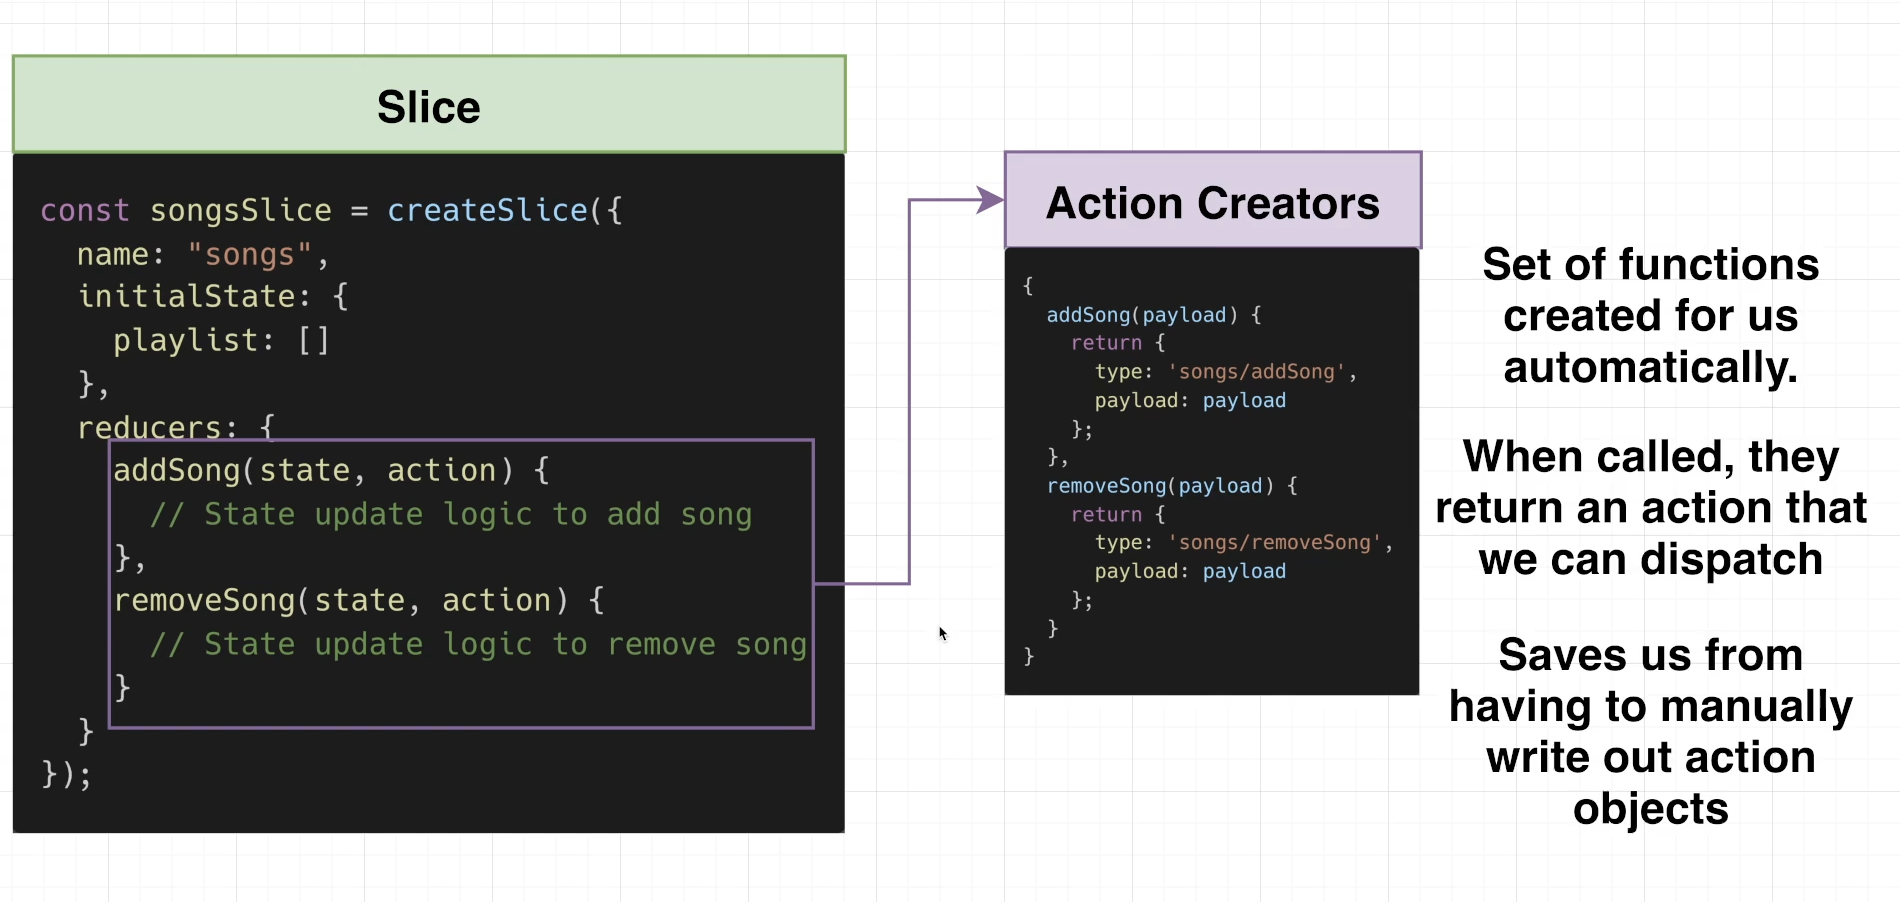 Slice
const songsSlice = createSlice({
  name: "songs",
  initialState: {
    playlist: []
  },
  reducers: {
    addSong(state, action) {
      // State update logic to add song
    },
    removeSong(state, action) {
      // State update logic to remove song
    }
  }
});
Action Creators
{
  addSong(payload) {
    return {
      type: 'songs/addSong',
      payload: payload
    };
  },
  removeSong(payload) {
    return {
      type: 'songs/removeSong',
      payload: payload
    };
  }
}
Set of functions
created for us
automatically.
When called, they
return an action that
we can dispatch
Saves us from
having to manually
write out action
objects